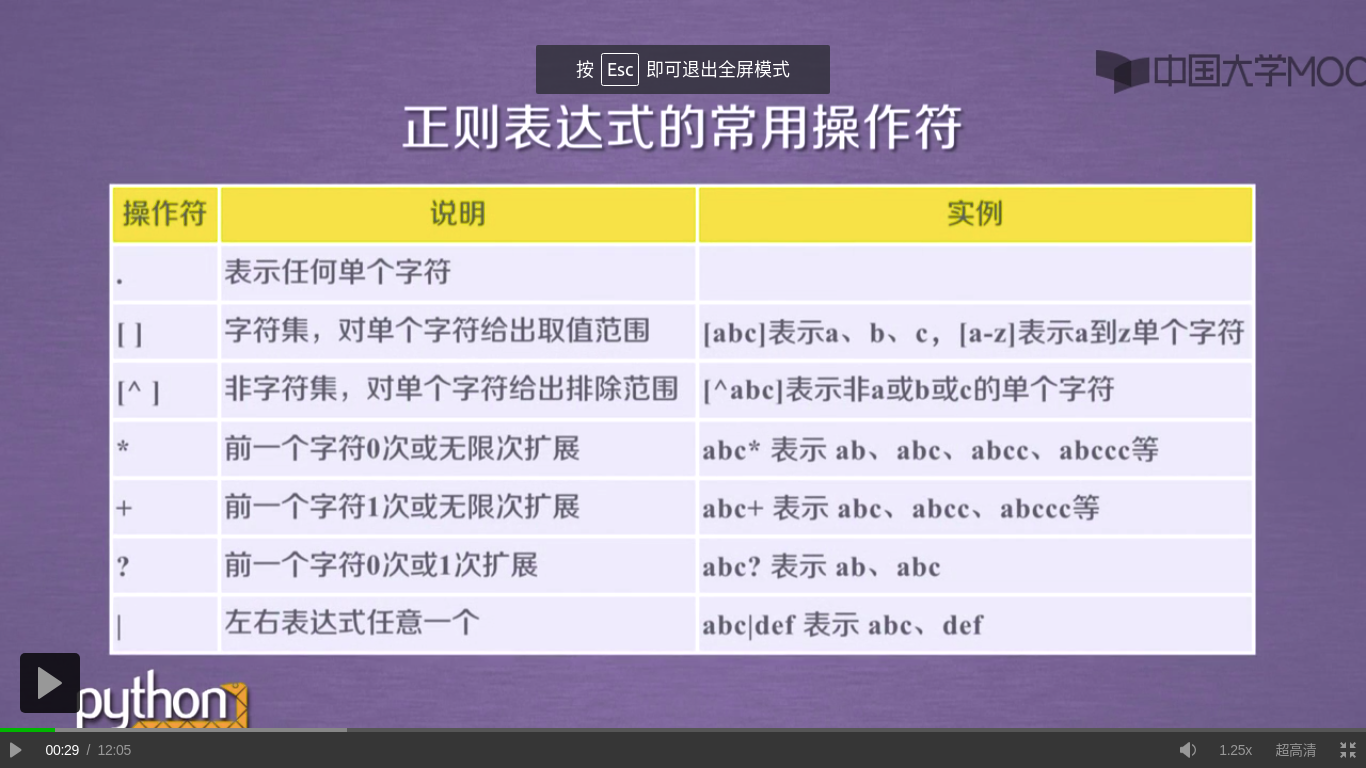 按 Esc 即可退出全屏模式
中国大学MOO
正则表达式的常用操作符
操作符 说明 实例
. 表示任何单个字符
[ ] 字符集，对单个字符给出取值范围 [abc]表示a、b、c，[a-z]表示a到z单个字符
[^ ] 非字符集，对单个字符给出排除范围 [^abc]表示非a或b或c的单个字符
* 前一个字符0次或无限次扩展 abc* 表示 ab、abc、abcc、abccc等
+ 前一个字符1次或无限次扩展 abc+ 表示 abc、abcc、abccc等
? 前一个字符0次或1次扩展 abc? 表示 ab、abc
| 左右表达式任意一个 abc|def 表示 abc、def
python
00:29 / 12:05 1.25x 超高清